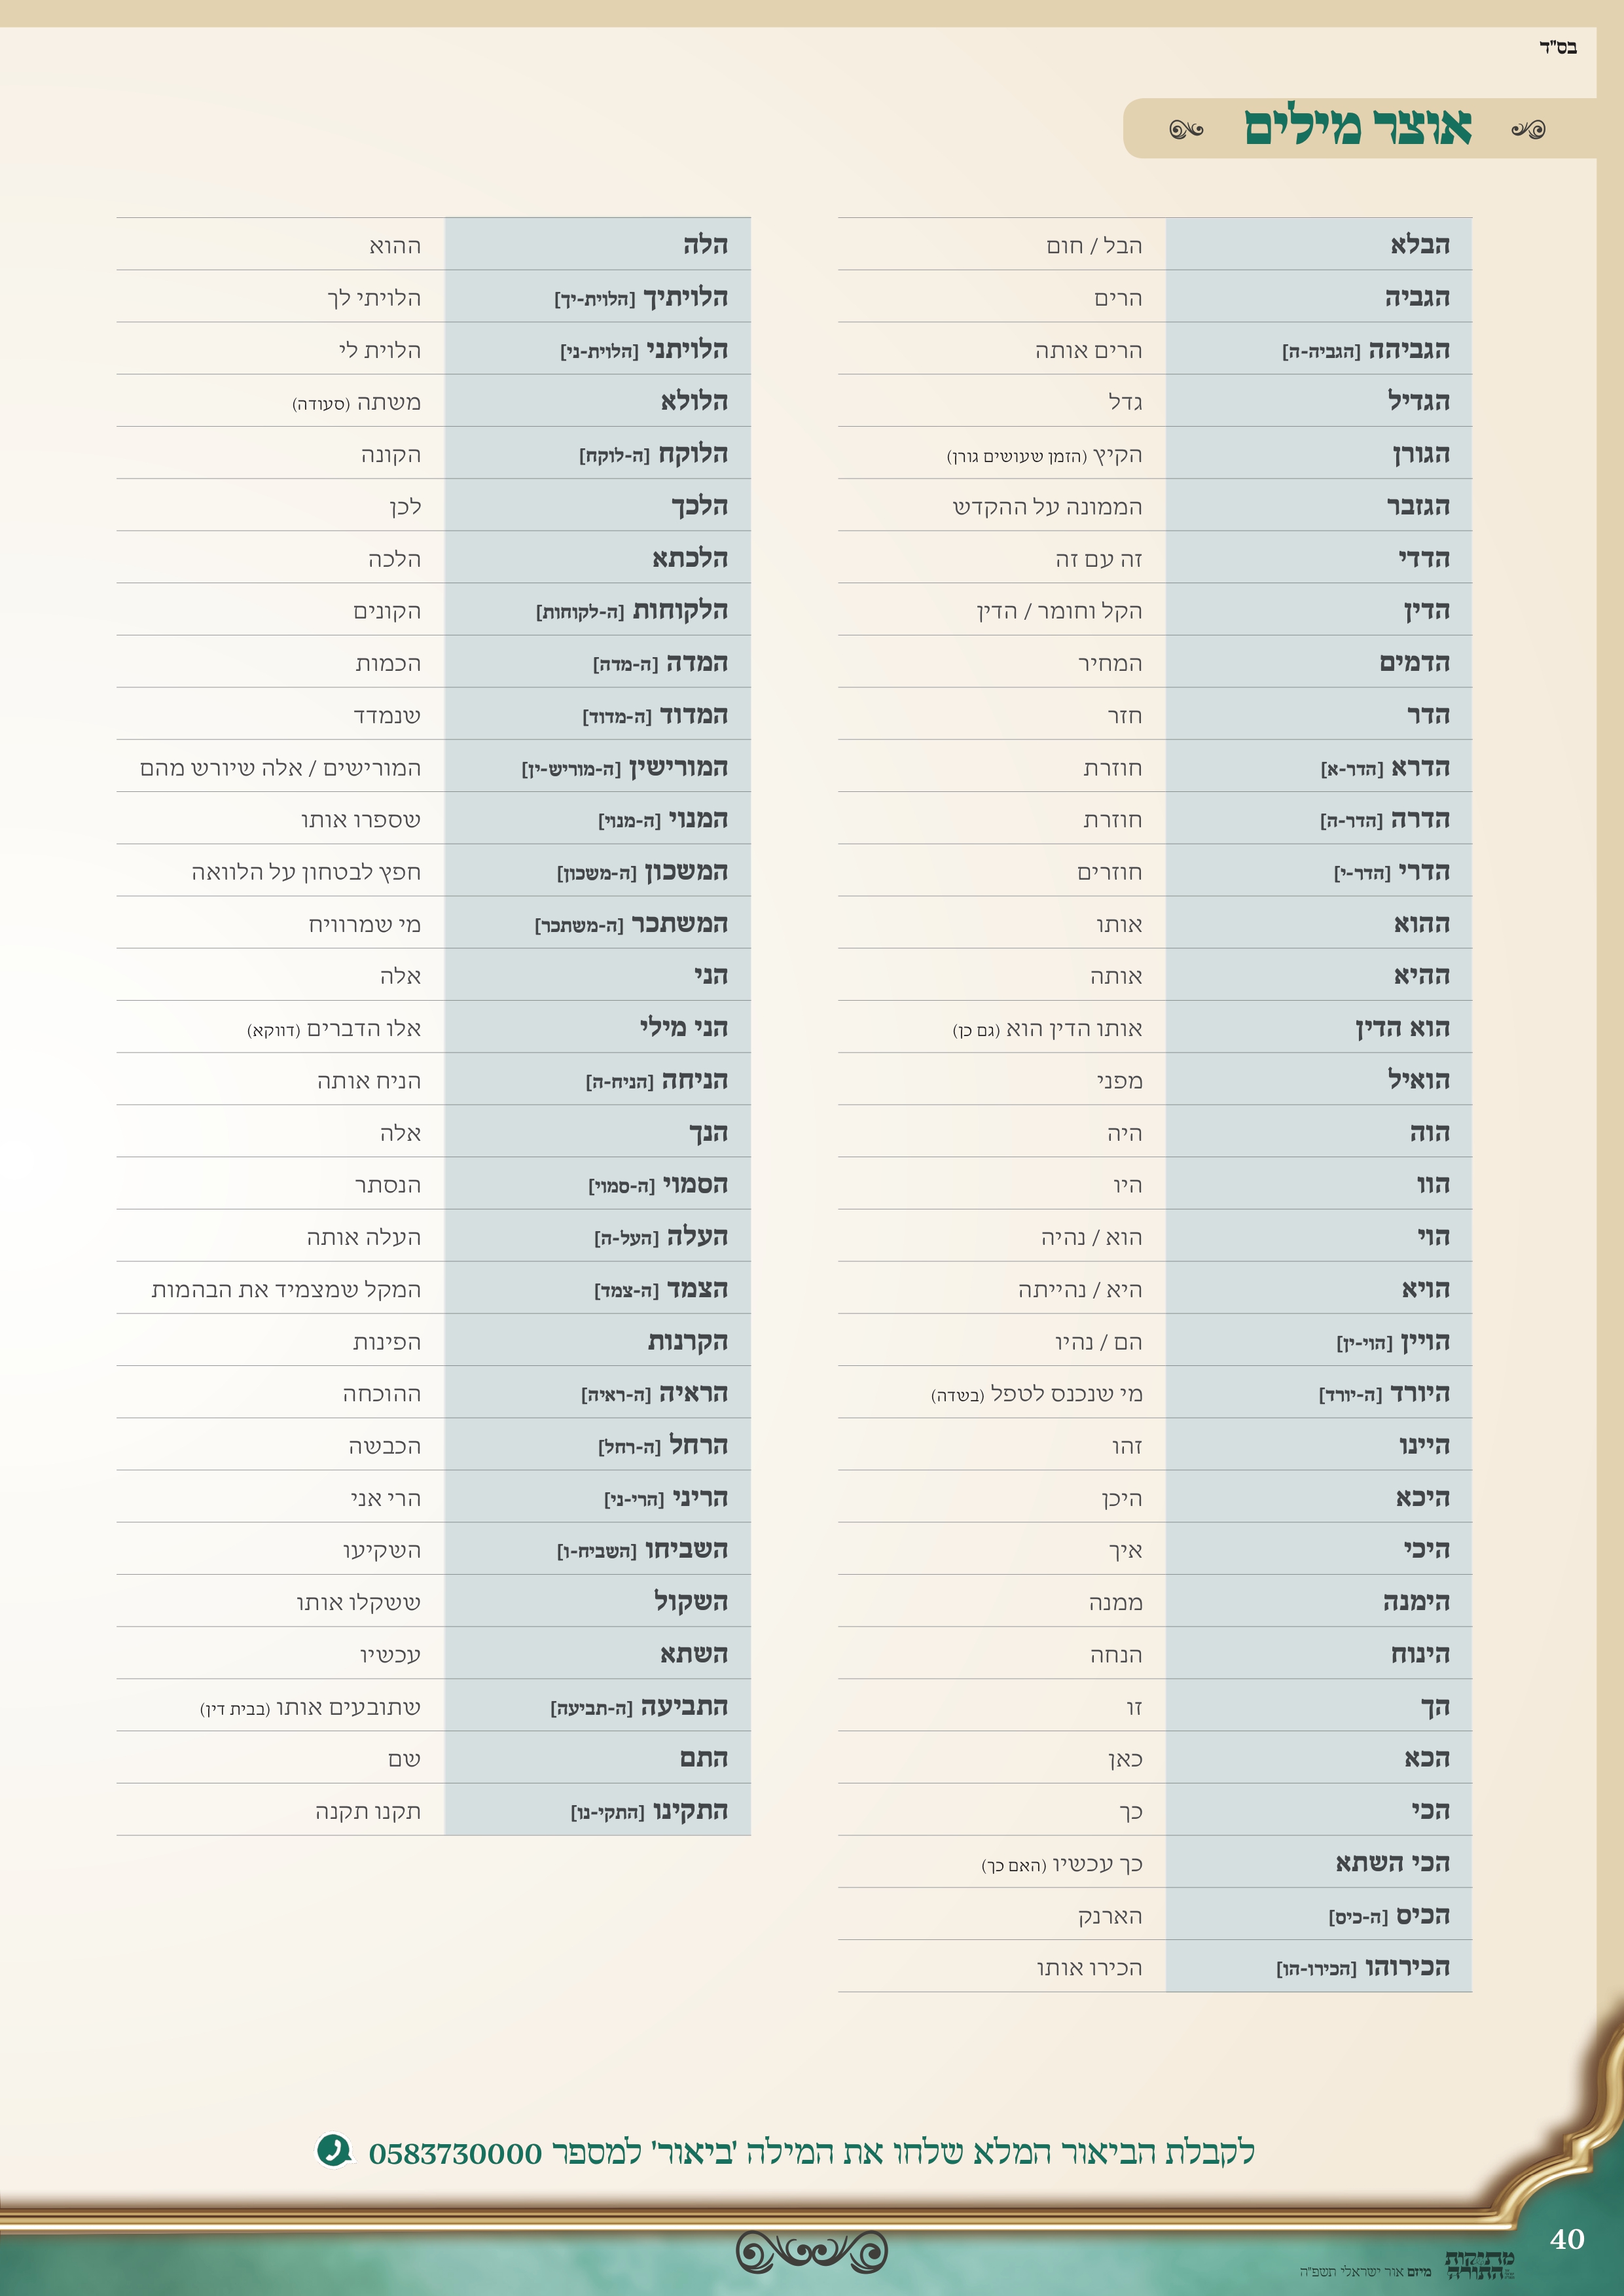 בס"ד
אוצר מילים
הבלא הבל / חום
הגביה הרים
הגביהה [הגביה-ה] הרים אותה
הגדיל גדל
הגורן הקיץ (הזמן שעושים גורן)
הגזבר הממונה על ההקדש
הדדי זה עם זה
הדין הקל וחומר / הדין
הדמים המחיר
הדר חזר
הדרא [הדר-א] חוזרת
הדרה [הדר-ה] חוזרת
הדרי [הדר-י] חוזרים
ההוא אותו
ההיא אותה
הוא הדין אותו הדין הוא (גם כן)
הואיל מפני
הוה היה
הוו היו
הוי הוא / נהיה
הויא היא / נהייתה
הויין [הוי-ין] הם / נהיו
היורד [ה-יורד] מי שנכנס לטפל (בשדה)
היינו זהו
היכא היכן
היכי איך
הימנה ממנה
הינוח הנחה
הך זו
הכא כאן
הכי כך
הכי השתא כך עכשיו (האם כך)
הכיס [ה-כיס] הארנק
הכירוהו [הכירו-הו] הכירו אותו
הלה ההוא
הלויתיך [הלוית-יך] הלויתי לך
הלויתני [הלוית-ני] הלוית לי
הלולא משתה (סעודה)
הלוקח [ה-לוקח] הקונה
הלכך לכן
הלכתא הלכה
הלקוחות [ה-לקוחות] הקונים
המדה [ה-מדה] הכמות
המדוד [ה-מדוד] שנמדד
המורישין [ה-מוריש-ין] המורישים / אלה שיורש מהם
המנוי [ה-מנוי] שספרו אותו
המשכון [ה-משכון] חפץ לבטחון על הלוואה
המשתכר [ה-משתכר] מי שמרוויח
הני אלה
הני מילי אלו הדברים (דווקא)
הניחה [הניח-ה] הניח אותה
הנך אלה
הסמוי [ה-סמוי] הנסתר
העלה [העל-ה] העלה אותה
הצמד [ה-צמד] המקל שמצמיד את הבהמות
הקרנות הפינות
הראיה [ה-ראיה] ההוכחה
הרחל [ה-רחל] הכבשה
הריני [הרי-ני] הרי אני
השביחו [השביח-ו] השקיעו
השקול ששקלו אותו
השתא עכשיו
התביעה [ה-תביעה] שתובעים אותו (בבית דין)
התם שם
התקינו [התקי-נו] תקנו תקנה
לקבלת הביאור המלא שלחו את המילה 'ביאור' למספר 0583730000
40
מתיקות התורה
מיזם אור ישראלי תשפ"ה